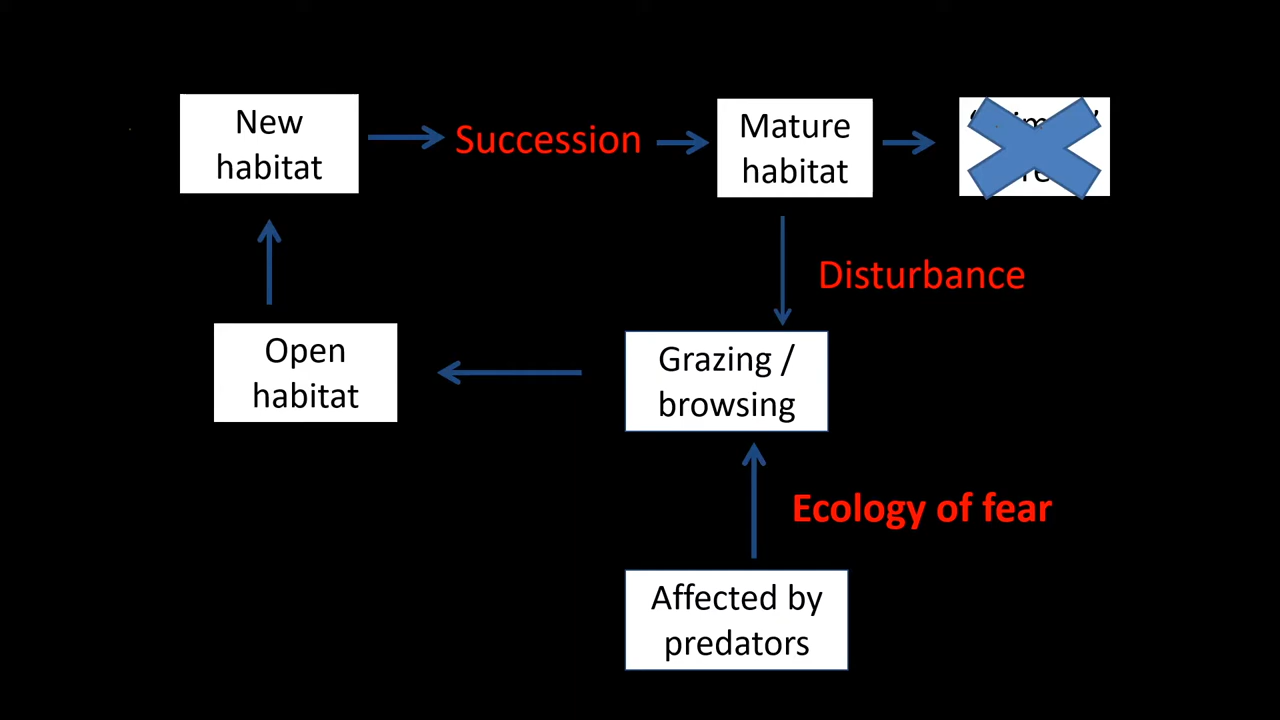 New
habitat
Succession
Mature
habitat
Disturbance
Open
habitat
Grazing /
browsing
Ecology of fear
Affected by
predators